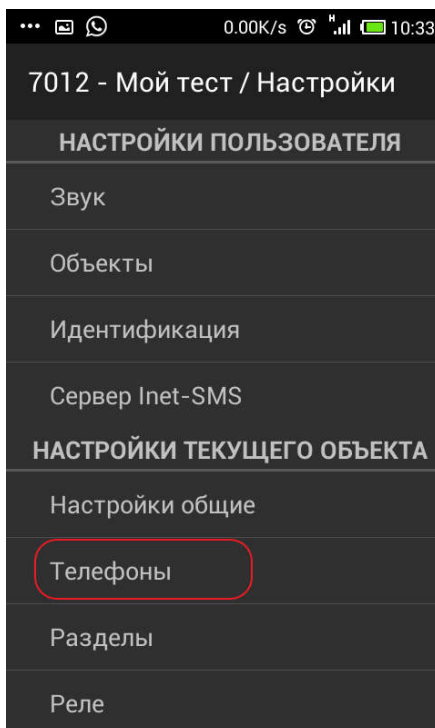 0.00K/s H 10:33
7012 - Мой тест / Настройки
НАСТРОЙКИ ПОЛЬЗОВАТЕЛЯ
Звук
Объекты
Идентификация
Сервер Inet-SMS
НАСТРОЙКИ ТЕКУЩЕГО ОБЪЕКТА
Настройки общие
Телефоны
Разделы
Реле